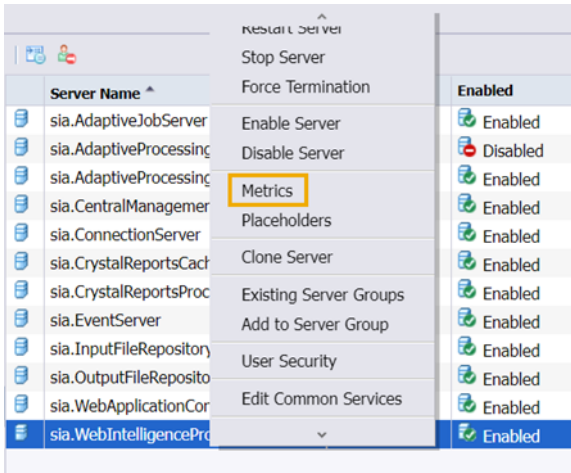 Restart Server
Stop Server
Force Termination
Server Name
Enabled
sia.AdaptiveJobServer
Enable Server
Enabled
sia.AdaptiveProcessing
Disable Server
Disabled
sia.AdaptiveProcessing
Metrics
Enabled
sia.CentralManagemer
Placeholders
Enabled
sia.ConnectionServer
Enabled
sia.CrystalReportsCach
Clone Server
Enabled
sia.CrystalReportsProc
Existing Server Groups
Enabled
sia.EventServer
Add to Server Group
Enabled
sia.InputFileRepository
User Security
Enabled
sia.OutputFileReposito
Enabled
sia.WebApplicationCor
Edit Common Services
Enabled
sia.WebIntelligencePro
Enabled